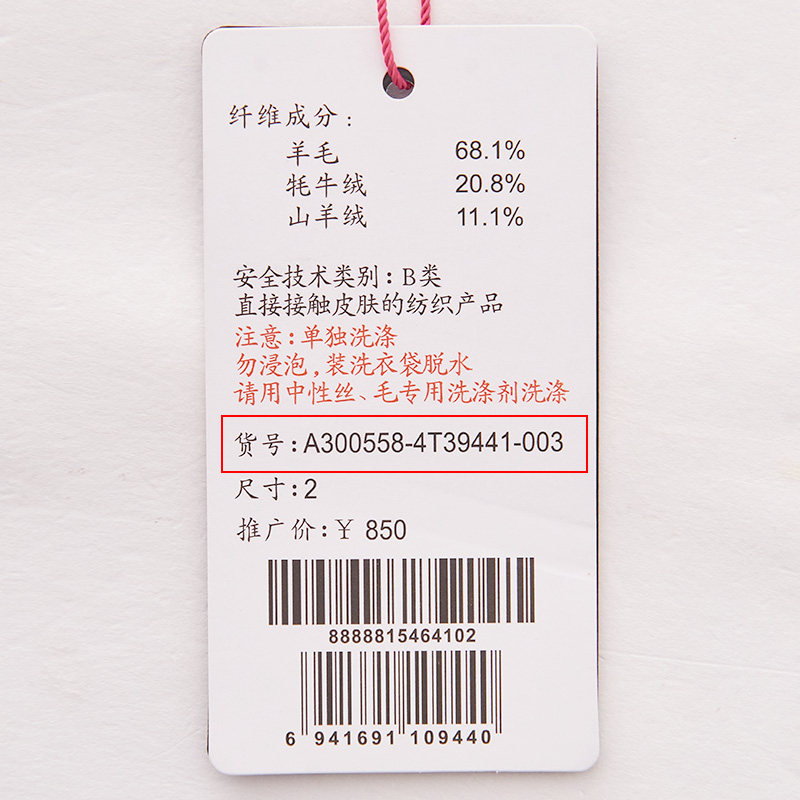 纤维成分:
羊毛 68.1%
牦牛绒 20.8%
山羊绒 11.1%
安全技术类别:B类
直接接触皮肤的纺织产品
注意:单独洗涤
勿浸泡,装洗衣袋脱水
请用中性丝、毛专用洗涤剂洗涤
货号:A300558-4T39441-003
尺寸:2
推广价:¥ 850
8888815464102
6 941691 109440